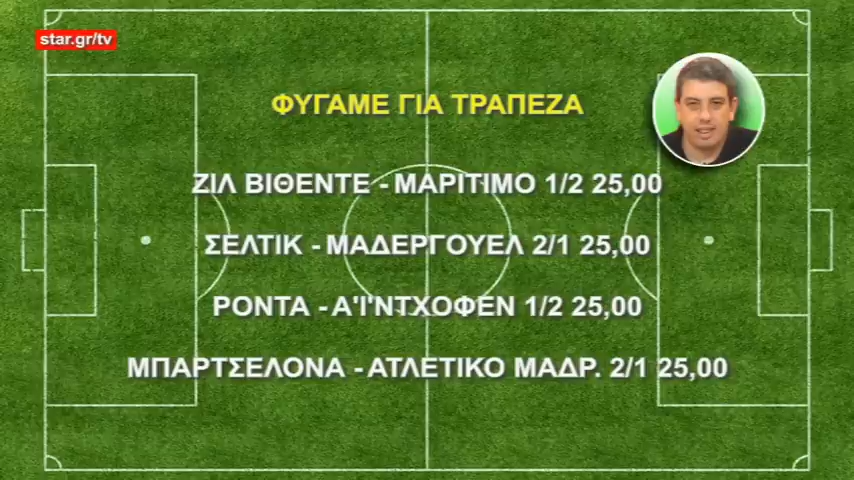 star.gr/tv
ΦΥΓΑΜΕ ΓΙΑ ΤΡΑΠΕΖΑ
ΖΙΛ ΒΙΘΕΝΤΕ - ΜΑΡΙΤΙΜΟ 1/2 25,00
ΣΕΛΤΙΚ - ΜΑΔΕΡΓΟΥΕΛ 2/1 25,00
ΡΟΝΤΑ - Α'Ι'ΝΤΧΟΦΕΝ 1/2 25,00
ΜΠΑΡΤΣΕΛΟΝΑ - ΑΤΛΕΤΙΚΟ ΜΑΔΡ. 2/1 25,00